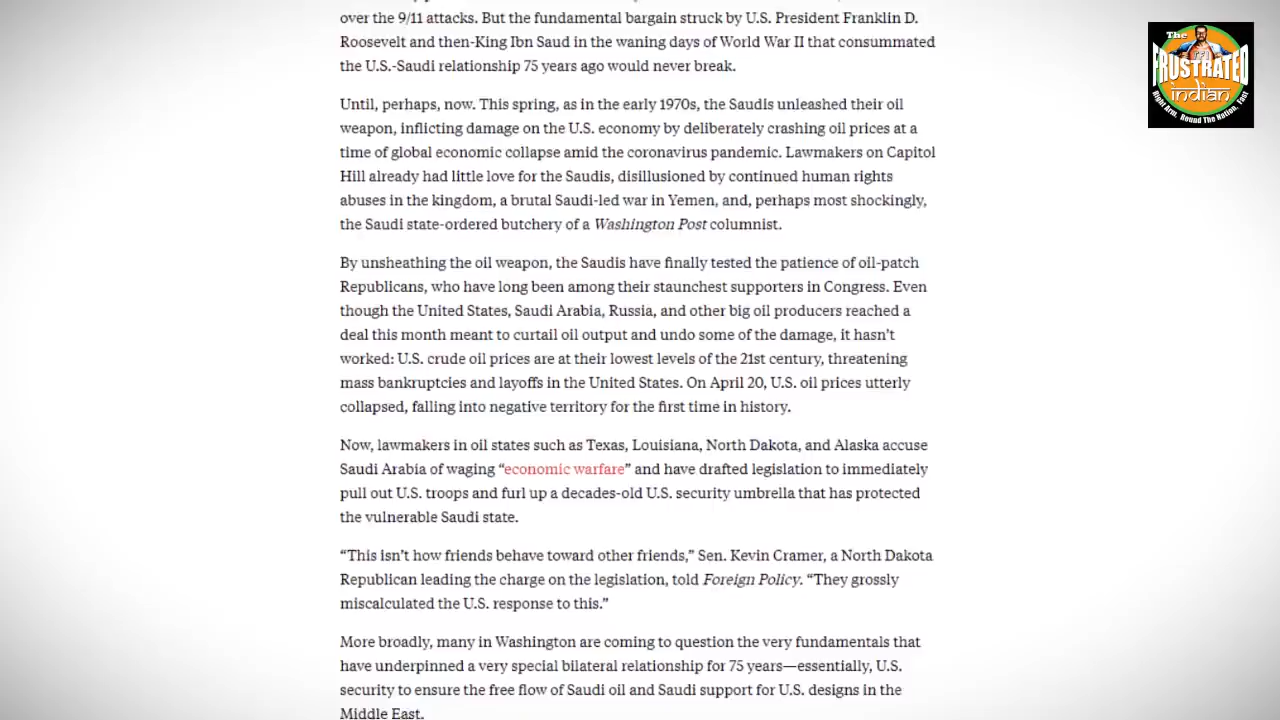 over the 9/11 attacks. But the fundamental bargain struck by U.S. President Franklin D.
Roosevelt and then-King Ibn Saud in the waning days of World War II that consummated
the U.S.-Saudi relationship 75 years ago would never break.
Until, perhaps, now. This spring, as in the early 1970s, the Saudis unleashed their oil
weapon, inflicting damage on the U.S. economy by deliberately crashing oil prices at a
time of global economic collapse amid the coronavirus pandemic. Lawmakers on Capitol
Hill already had little love for the Saudis, disillusioned by continued human rights
abuses in the kingdom, a brutal Saudi-led war in Yemen, and, perhaps most shockingly,
the Saudi state-ordered butchery of a Washington Post columnist.
By unsheathing the oil weapon, the Saudis have finally tested the patience of oil-patch
Republicans, who have long been among their staunchest supporters in Congress. Even
though the United States, Saudi Arabia, Russia, and other big oil producers reached a
deal this month meant to curtail oil output and undo some of the damage, it hasn’t
worked: U.S. crude oil prices are at their lowest levels of the 21st century, threatening
mass bankruptcies and layoffs in the United States. On April 20, U.S. oil prices utterly
collapsed, falling into negative territory for the first time in history.
Now, lawmakers in oil states such as Texas, Louisiana, North Dakota, and Alaska accuse
Saudi Arabia of waging “economic warfare” and have drafted legislation to immediately
pull out U.S. troops and furl up a decades-old U.S. security umbrella that has protected
the vulnerable Saudi state.
“This isn’t how friends behave toward other friends,” Sen. Kevin Cramer, a North Dakota
Republican leading the charge on the legislation, told Foreign Policy. “They grossly
miscalculated the U.S. response to this.”
More broadly, many in Washington are coming to question the very fundamentals that
have underpinned a very special bilateral relationship for 75 years—essentially, U.S.
security to ensure the free flow of Saudi oil and Saudi support for U.S. designs in the
Middle East.
The
FRUSTRATED
indian
Right Arm, Round The Nation, Fast